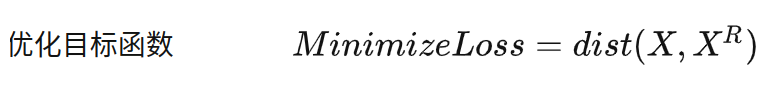 优化目标函数 MinimizeLoss = dist(X, X^R)